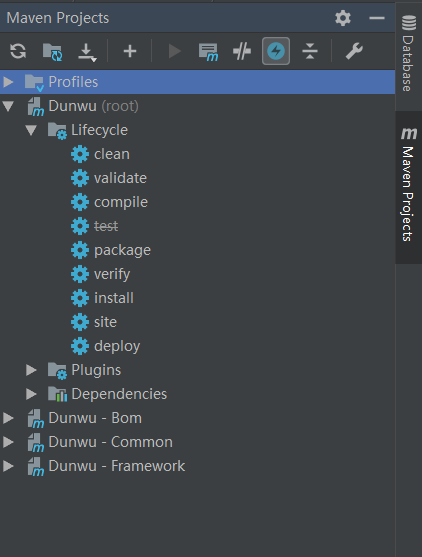 Maven Projects
Profiles
Dunwu (root)
Lifecycle
clean
validate
compile
test
package
verify
install
site
deploy
Plugins
Dependencies
Dunwu - Bom
Dunwu - Common
Dunwu - Framework
Database
m Maven Projects